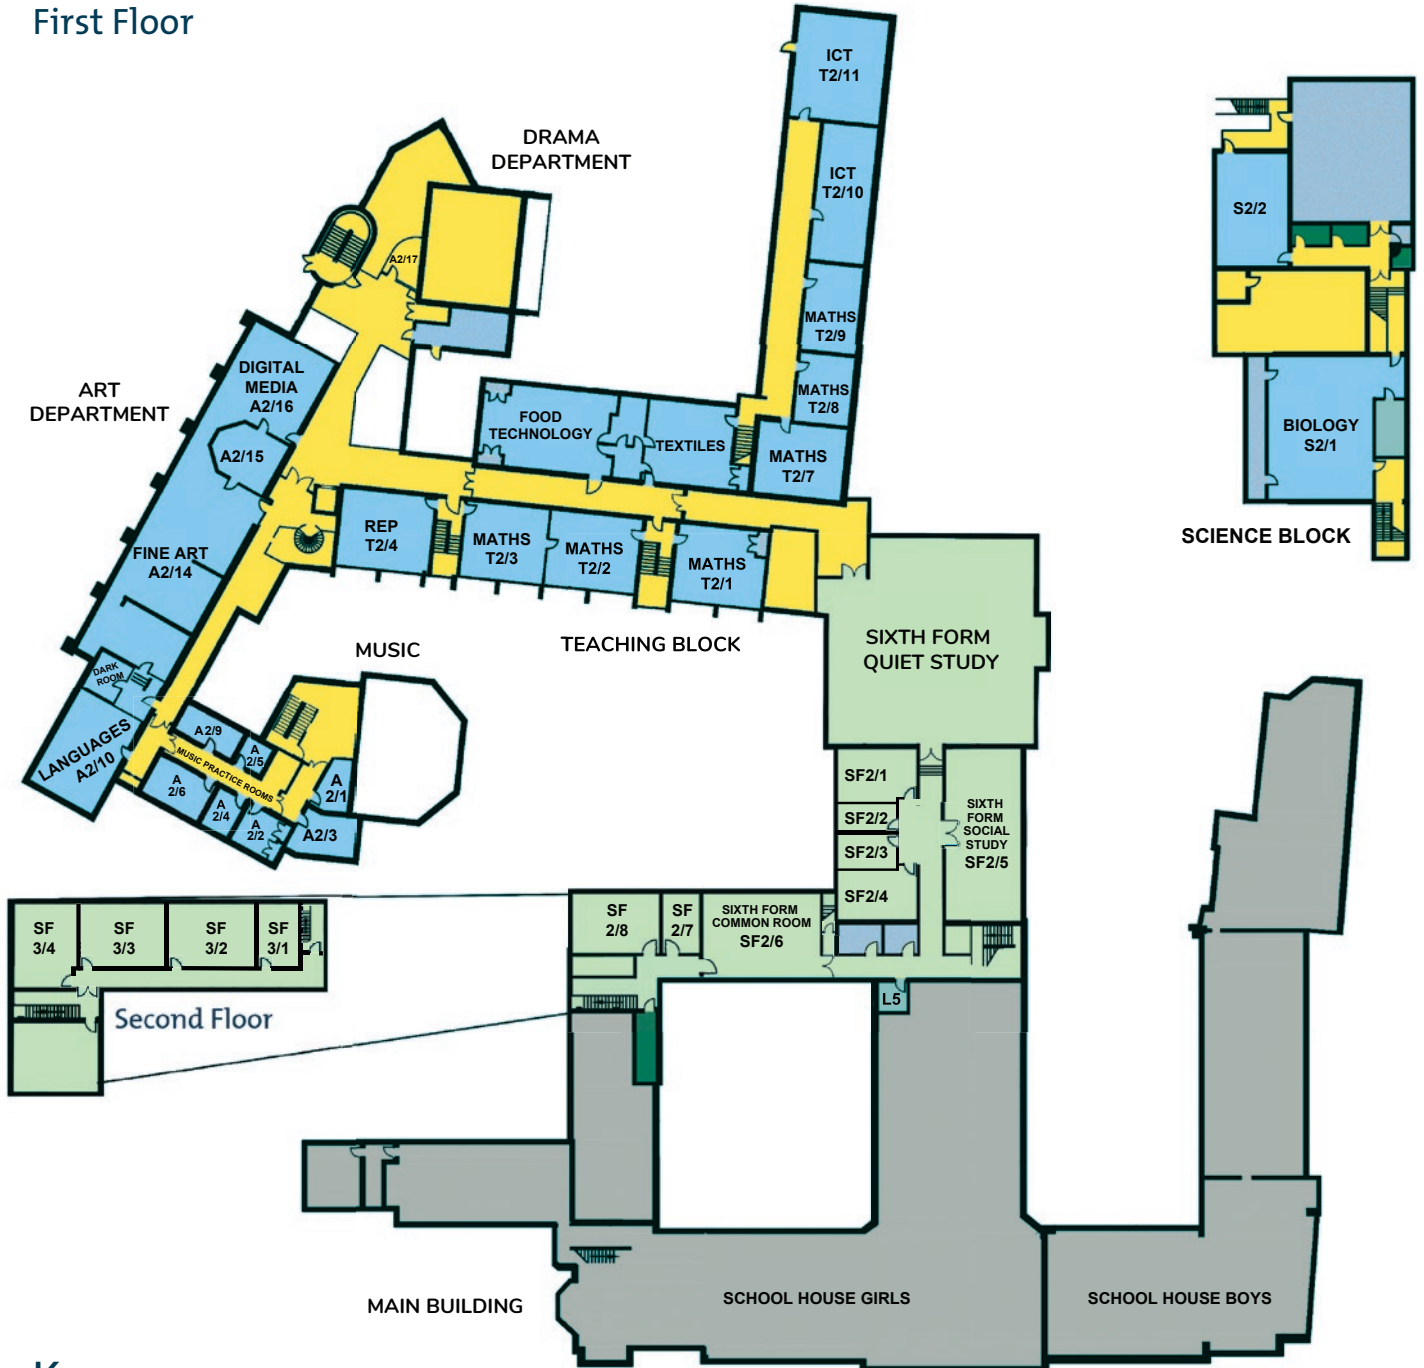 First Floor
ICT
T2/11
DRAMA
DEPARTMENT
ICT
T2/10
S2/2
A2/17
MATHS
T2/9
DIGITAL
MEDIA
A2/16
ART
DEPARTMENT
MATHS
T2/8
FOOD
TECHNOLOGY
TEXTILES
BIOLOGY
S2/1
A2/15
MATHS
T2/7
REP
T2/4
MATHS
T2/3
MATHS
T2/2
MATHS
T2/1
SCIENCE BLOCK
FINE ART
A2/14
SIXTH FORM
QUIET STUDY
MUSIC
TEACHING BLOCK
DARK
ROOM
LANGUAGES
A2/10
A2/9
A
2/5
MUSIC PRACTICE ROOMS
A
2/6
A
2/4
A
2/2
A
2/1
A2/3
SF2/1
SF2/2
SF2/3
SF2/4
SIXTH
FORM
SOCIAL
STUDY
SF2/5
SF
3/4
SF
3/3
SF
3/2
SF
3/1
SF
2/8
SF
2/7
SIXTH FORM
COMMON ROOM
SF2/6
L5
Second Floor
SCHOOL HOUSE GIRLS
SCHOOL HOUSE BOYS
MAIN BUILDING